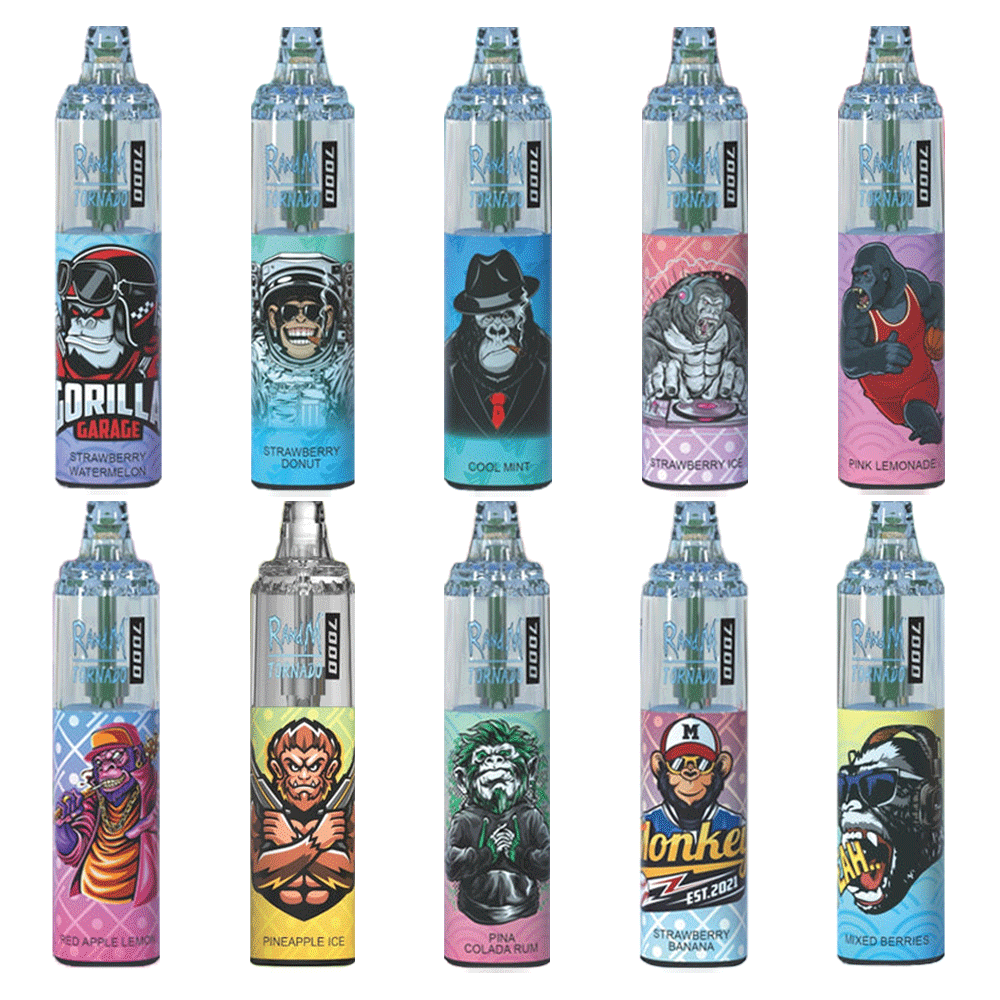 RandM
TORNADO
7000
GORILLA
GARAGE
STRAWBERRY
WATERMELON
RandM
TORNADO
7000
STRAWBERRY
DONUT
RandM
TORNADO
7000
COOL MINT
RandM
TORNADO
7000
STRAWBERRY ICE
RandM
TORNADO
7000
PINK LEMONADE
RandM
TORNADO
7000
RED APPLE LEMON
RandM
TORNADO
7000
PINEAPPLE ICE
RandM
TORNADO
7000
PINA
COLADA RUM
RandM
TORNADO
7000
M
Monkey
EST.2021
STRAWBERRY
BANANA
RandM
TORNADO
7000
YEAH..
MIXED BERRIES